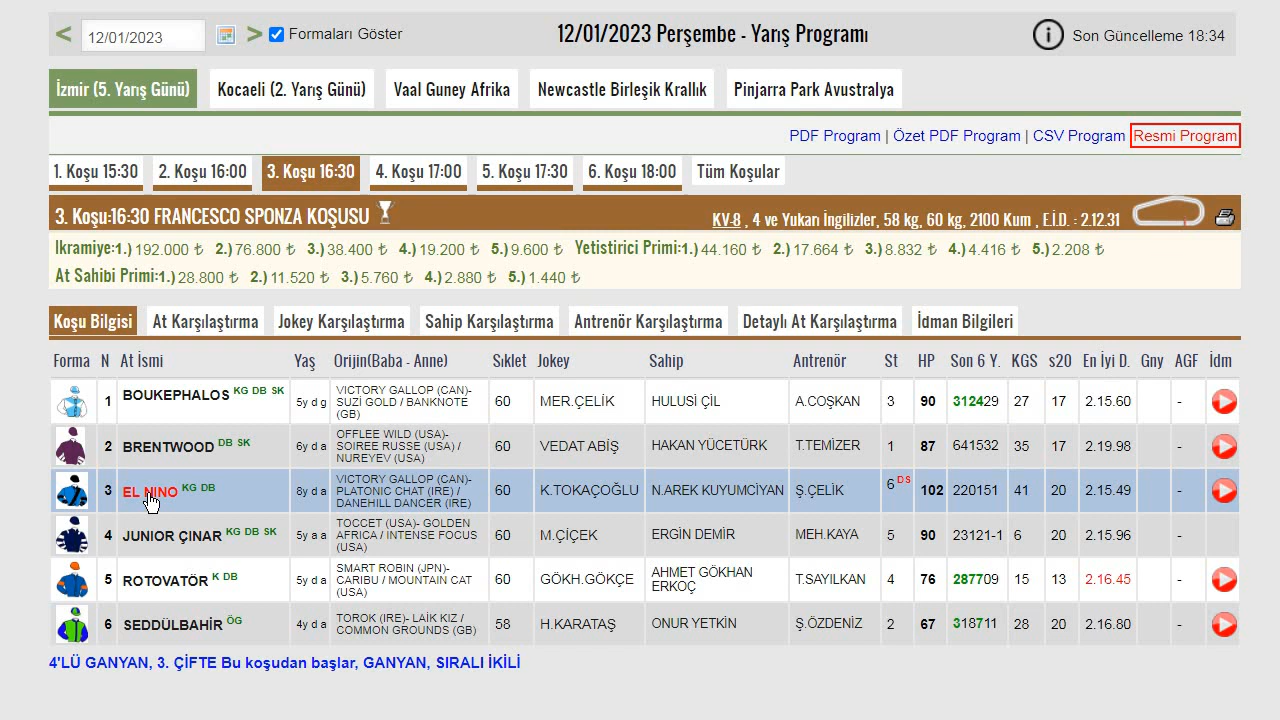 < 12/01/2023 > Formaları Göster 12/01/2023 Perşembe - Yarış Programı Son Güncelleme 18:34
İzmir (5. Yarış Günü) Kocaeli (2. Yarış Günü) Vaal Guney Afrika Newcastle Birleşik Krallık Pinjarra Park Avustralya
PDF Program | Özet PDF Program | CSV Program Resmi Program
1. Koşu 15:30 2. Koşu 16:00 3. Koşu 16:30 4. Koşu 17:00 5. Koşu 17:30 6. Koşu 18:00 Tüm Koşular
3. Koşu:16:30 FRANCESCO SPONZA KOŞUSU KV-8 , 4 ve Yukarı İngilizler, 58 kg, 60 kg, 2100 Kum , E.İ.D. : 2.12.31
Ikramiye:1.) 192.000 ₺ 2.) 76.800 ₺ 3.) 38.400 ₺ 4.) 19.200 ₺ 5.) 9.600 ₺ Yetistirici Primi:1.) 44.160 ₺ 2.) 17.664 ₺ 3.) 8.832 ₺ 4.) 4.416 ₺ 5.) 2.208 ₺
At Sahibi Primi:1.) 28.800 ₺ 2.) 11.520 ₺ 3.) 5.760 ₺ 4.) 2.880 ₺ 5.) 1.440 ₺
Koşu Bilgisi At Karşılaştırma Jokey Karşılaştırma Sahip Karşılaştırma Antrenör Karşılaştırma Detaylı At Karşılaştırma İdman Bilgileri
Forma N At İsmi Yaş Orijin(Baba - Anne) Sıklet Jokey Sahip Antrenör St HP Son 6 Y. KGS s20 En İyi D. Gny AGF İdm
1 BOUKEPHALOS KG DB SK 5y d g VICTORY GALLOP (CAN)- SUZİ GOLD / BANKNOTE (GB) 60 MER.ÇELİK HULUSİ ÇİL A.COŞKAN 3 90 312429 27 17 2.15.60 -
2 BRENTWOOD DB SK 6y d a OFFLEE WILD (USA)- SOIREE RUSSE (USA) / NUREYEV (USA) 60 VEDAT ABİŞ HAKAN YÜCETÜRK T.TEMİZER 1 87 641532 35 17 2.19.98 -
3 EL NINO KG DB 8y d a VICTORY GALLOP (CAN)- PLATONIC CHAT (IRE) / DANEHILL DANCER (IRE) 60 K.TOKAÇOĞLU N.AREK KUYUMCİYAN Ş.ÇELİK 6 DS 102 220151 41 20 2.15.49 -
4 JUNIOR ÇINAR KG DB SK 5y a a TOCCET (USA)- GOLDEN AFRICA / INTENSE FOCUS (USA) 60 M.ÇİÇEK ERGİN DEMİR MEH.KAYA 5 90 23121-1 6 20 2.15.96 -
5 ROTOVATÖR K DB 5y d a SMART ROBIN (JPN)- CARIBU / MOUNTAIN CAT (USA) 60 GÖKH.GÖKÇE AHMET GÖKHAN ERKOÇ T.SAYILKAN 4 76 287709 15 13 2.16.45 -
6 SEDDÜLBAHİR ÖG 4y d a TOROK (IRE)- LAİK KIZ / COMMON GROUNDS (GB) 58 H.KARATAŞ ONUR YETKİN Ş.ÖZDENİZ 2 67 318711 28 20 2.16.80 -
4'LÜ GANYAN, 3. ÇİFTE Bu koşudan başlar, GANYAN, SIRALI İKİLİ